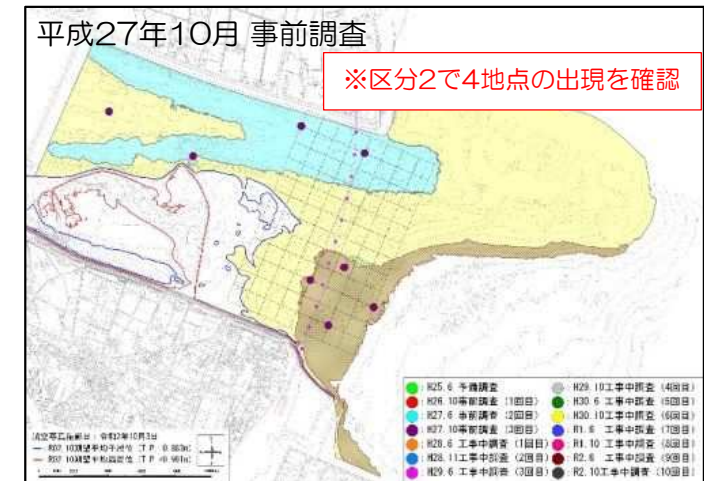 平成27年10月 事前調査
※区分2で4地点の出現を確認
H25.6 予備調査
H26.10事前調査 (1回目)
H27.6 事前調査 (2回目)
H27.10事前調査 (3回目)
H28.6 工事中調査 (1回目)
H28.11工事中調査 (2回目)
H29.6 工事中調査 (3回目)
H29.10工事中調査 (4回目)
H30.6 工事中調査 (5回目)
H30.10工事中調査 (6回目)
R1.6 工事中調査 (7回目)
R1.10 工事中調査 (8回目)
R2.6 工事中調査 (9回目)
R2.10工事中調査 (10回目)